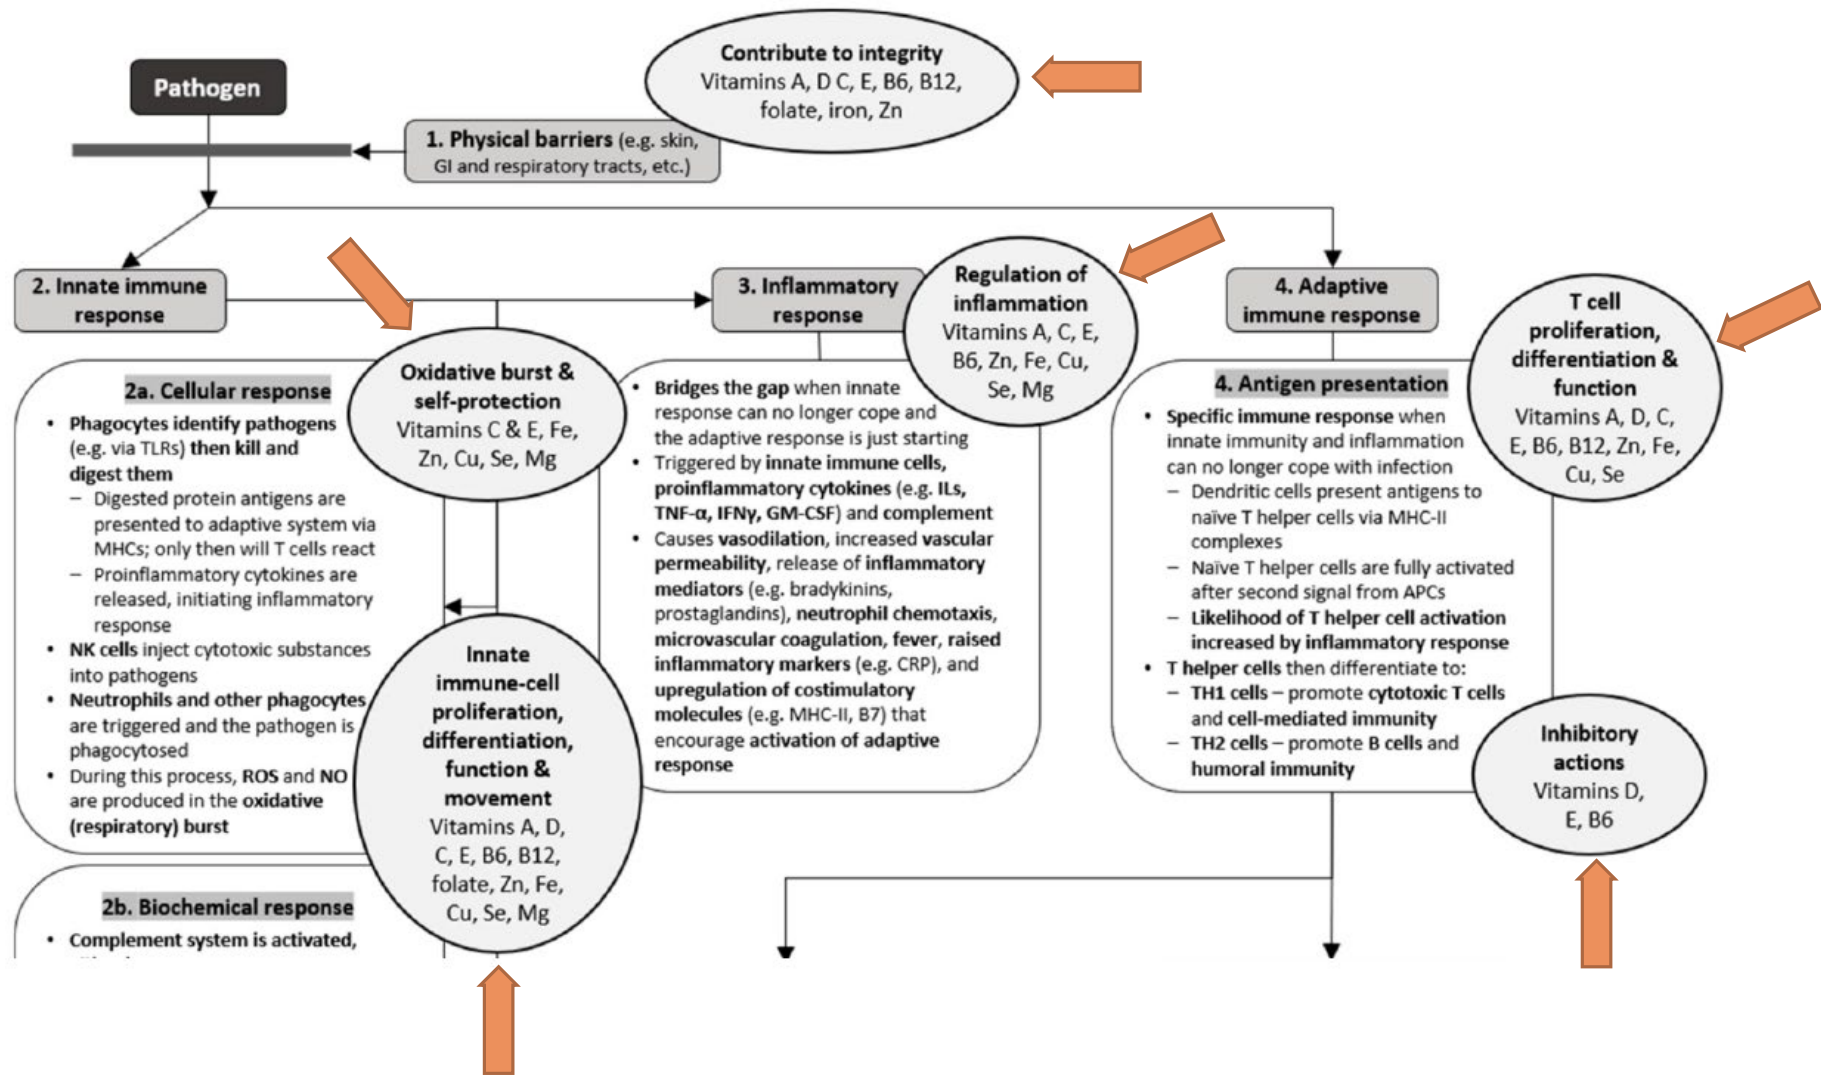 Contribute to integrity
Vitamins A, D C, E, B6, B12,
folate, iron, Zn
Pathogen
1. Physical barriers (e.g. skin,
GI and respiratory tracts, etc.)
2. Innate immune
response
3. Inflammatory
response
Regulation of
inflammation
Vitamins A, C, E,
B6, Zn, Fe, Cu,
Se, Mg
4. Adaptive
immune response
T cell
proliferation,
differentiation &
function
Vitamins A, D, C,
E, B6, B12, Zn, Fe,
Cu, Se
Oxidative burst &
self-protection
Vitamins C & E, Fe,
Zn, Cu, Se, Mg
2a. Cellular response
• Phagocytes identify pathogens
(e.g. via TLRs) then kill and
digest them
– Digested protein antigens are
presented to adaptive system via
MHCs; only then will T cells react
– Proinflammatory cytokines are
released, initiating inflammatory
response
• NK cells inject cytotoxic substances
into pathogens
• Neutrophils and other phagocytes
are triggered and the pathogen is
phagocytosed
• During this process, ROS and NO
are produced in the oxidative
(respiratory) burst
Innate
immune-cell
proliferation,
differentiation,
function &
movement
Vitamins A, D,
C, E, B6, B12,
folate, Zn, Fe,
Cu, Se, Mg
• Bridges the gap when innate
response can no longer cope and
the adaptive response is just starting
• Triggered by innate immune cells,
proinflammatory cytokines (e.g. ILs,
TNF-α, IFNγ, GM-CSF) and complement
• Causes vasodilation, increased vascular
permeability, release of inflammatory
mediators (e.g. bradykinins,
prostaglandins), neutrophil chemotaxis,
microvascular coagulation, fever, raised
inflammatory markers (e.g. CRP), and
upregulation of costimulatory
molecules (e.g. MHC-II, B7) that
encourage activation of adaptive
response
4. Antigen presentation
• Specific immune response when
innate immunity and inflammation
can no longer cope with infection
– Dendritic cells present antigens to
naïve T helper cells via MHC-II
complexes
– Naïve T helper cells are fully activated
after second signal from APCs
– Likelihood of T helper cell activation
increased by inflammatory response
• T helper cells then differentiate to:
– TH1 cells – promote cytotoxic T cells
and cell-mediated immunity
– TH2 cells – promote B cells and
humoral immunity
Inhibitory
actions
Vitamins D,
E, B6
2b. Biochemical response
• Complement system is activated,